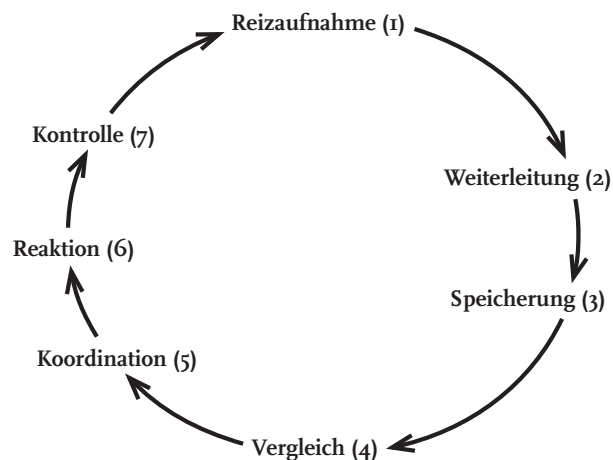 Reizaufnahme (1)
Weiterleitung (2)
Speicherung (3)
Vergleich (4)
Koordination (5)
Reaktion (6)
Kontrolle (7)